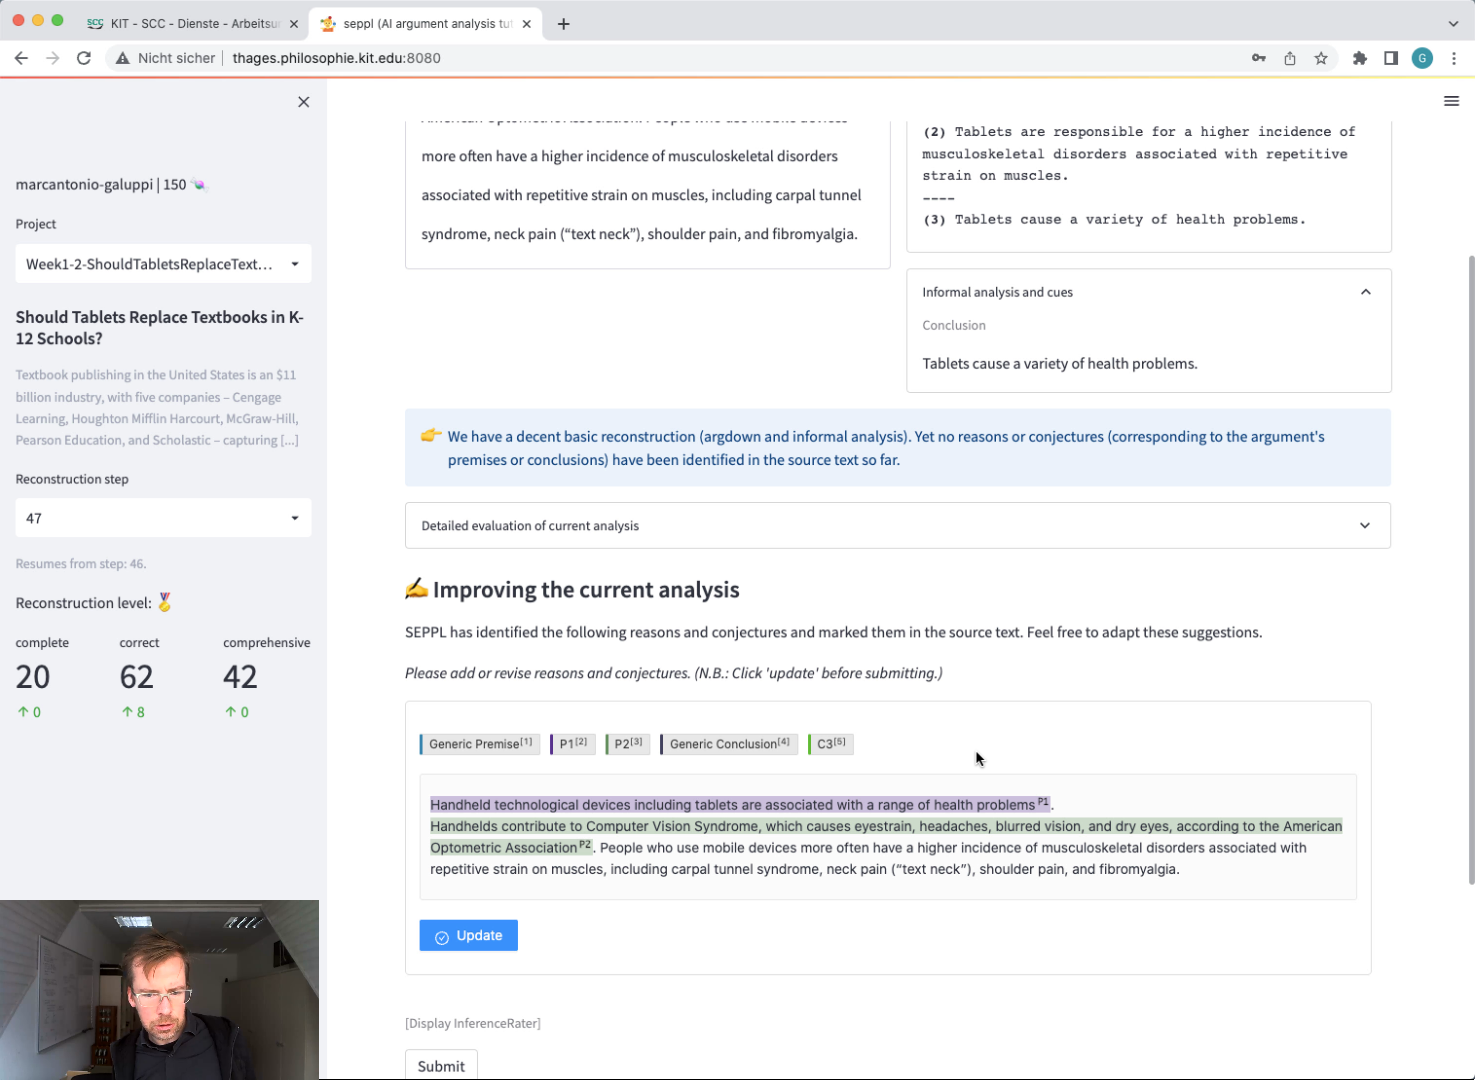 KIT - SCC - Dienste - Arbeitsu
seppl (AI argument analysis tut
Nicht sicher
thages.philosophie.kit.edu:8080
G
marcantonio-galuppi | 150
Project
Week1-2-ShouldTabletsReplaceText...
Should Tablets Replace Textbooks in K-
12 Schools?
Textbook publishing in the United States is an $11
billion industry, with five companies – Cengage
Learning, Houghton Mifflin Harcourt, McGraw-Hill,
Pearson Education, and Scholastic – capturing [...]
Reconstruction step
47
Resumes from step: 46.
Reconstruction level:
complete
correct
comprehensive
20
62
42
↑ 0
↑ 8
↑ 0
American Optometric Association. People who use mobile devices
more often have a higher incidence of musculoskeletal disorders
associated with repetitive strain on muscles, including carpal tunnel
syndrome, neck pain (“text neck”), shoulder pain, and fibromyalgia.
(2) Tablets are responsible for a higher incidence of
musculoskeletal disorders associated with repetitive
strain on muscles.
----
(3) Tablets cause a variety of health problems.
Informal analysis and cues
Conclusion
Tablets cause a variety of health problems.
We have a decent basic reconstruction (argdown and informal analysis). Yet no reasons or conjectures (corresponding to the argument's
premises or conclusions) have been identified in the source text so far.
Detailed evaluation of current analysis
Improving the current analysis
SEPPL has identified the following reasons and conjectures and marked them in the source text. Feel free to adapt these suggestions.
Please add or revise reasons and conjectures. (N.B.: Click 'update' before submitting.)
Generic Premise[1] P1[2] P2[3] Generic Conclusion[4] C3[5]
Handheld technological devices including tablets are associated with a range of health problems P1.
Handhelds contribute to Computer Vision Syndrome, which causes eyestrain, headaches, blurred vision, and dry eyes, according to the American
Optometric Association P2. People who use mobile devices more often have a higher incidence of musculoskeletal disorders associated with
repetitive strain on muscles, including carpal tunnel syndrome, neck pain (“text neck”), shoulder pain, and fibromyalgia.
Update
[Display InferenceRater]
Submit